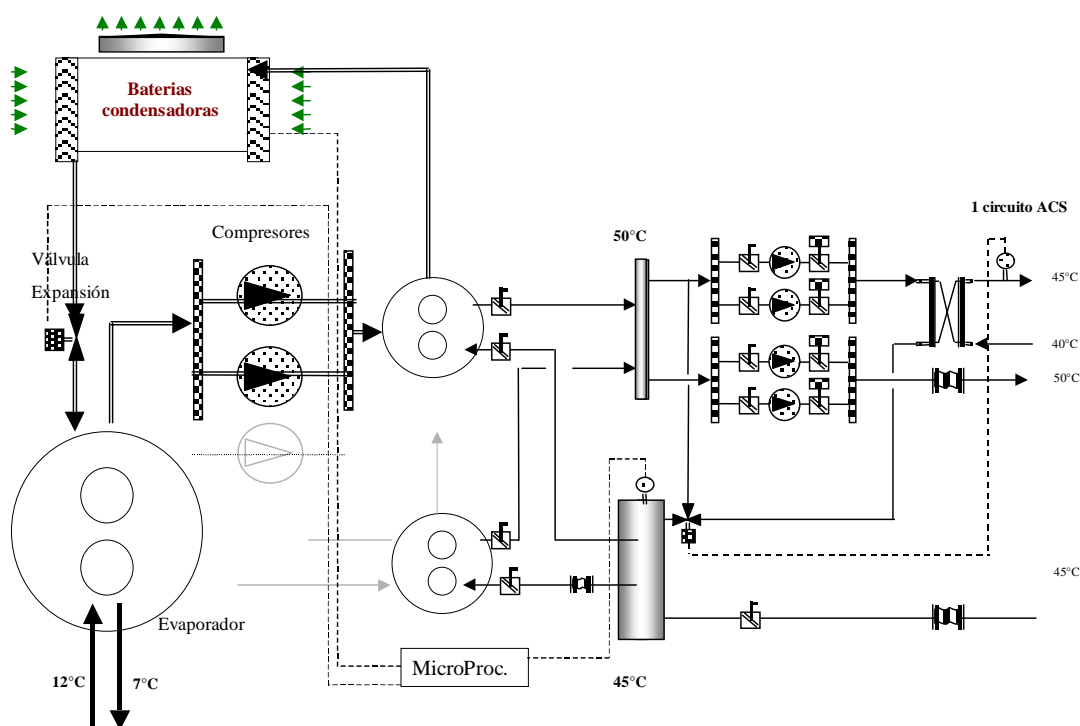 Baterias
condensadoras
1 circuito ACS
Compresores
50°C
Válvula
Expansión
45°C
40°C
50°C
45°C
Evaporador
MicroProc.
12°C
7°C
45°C